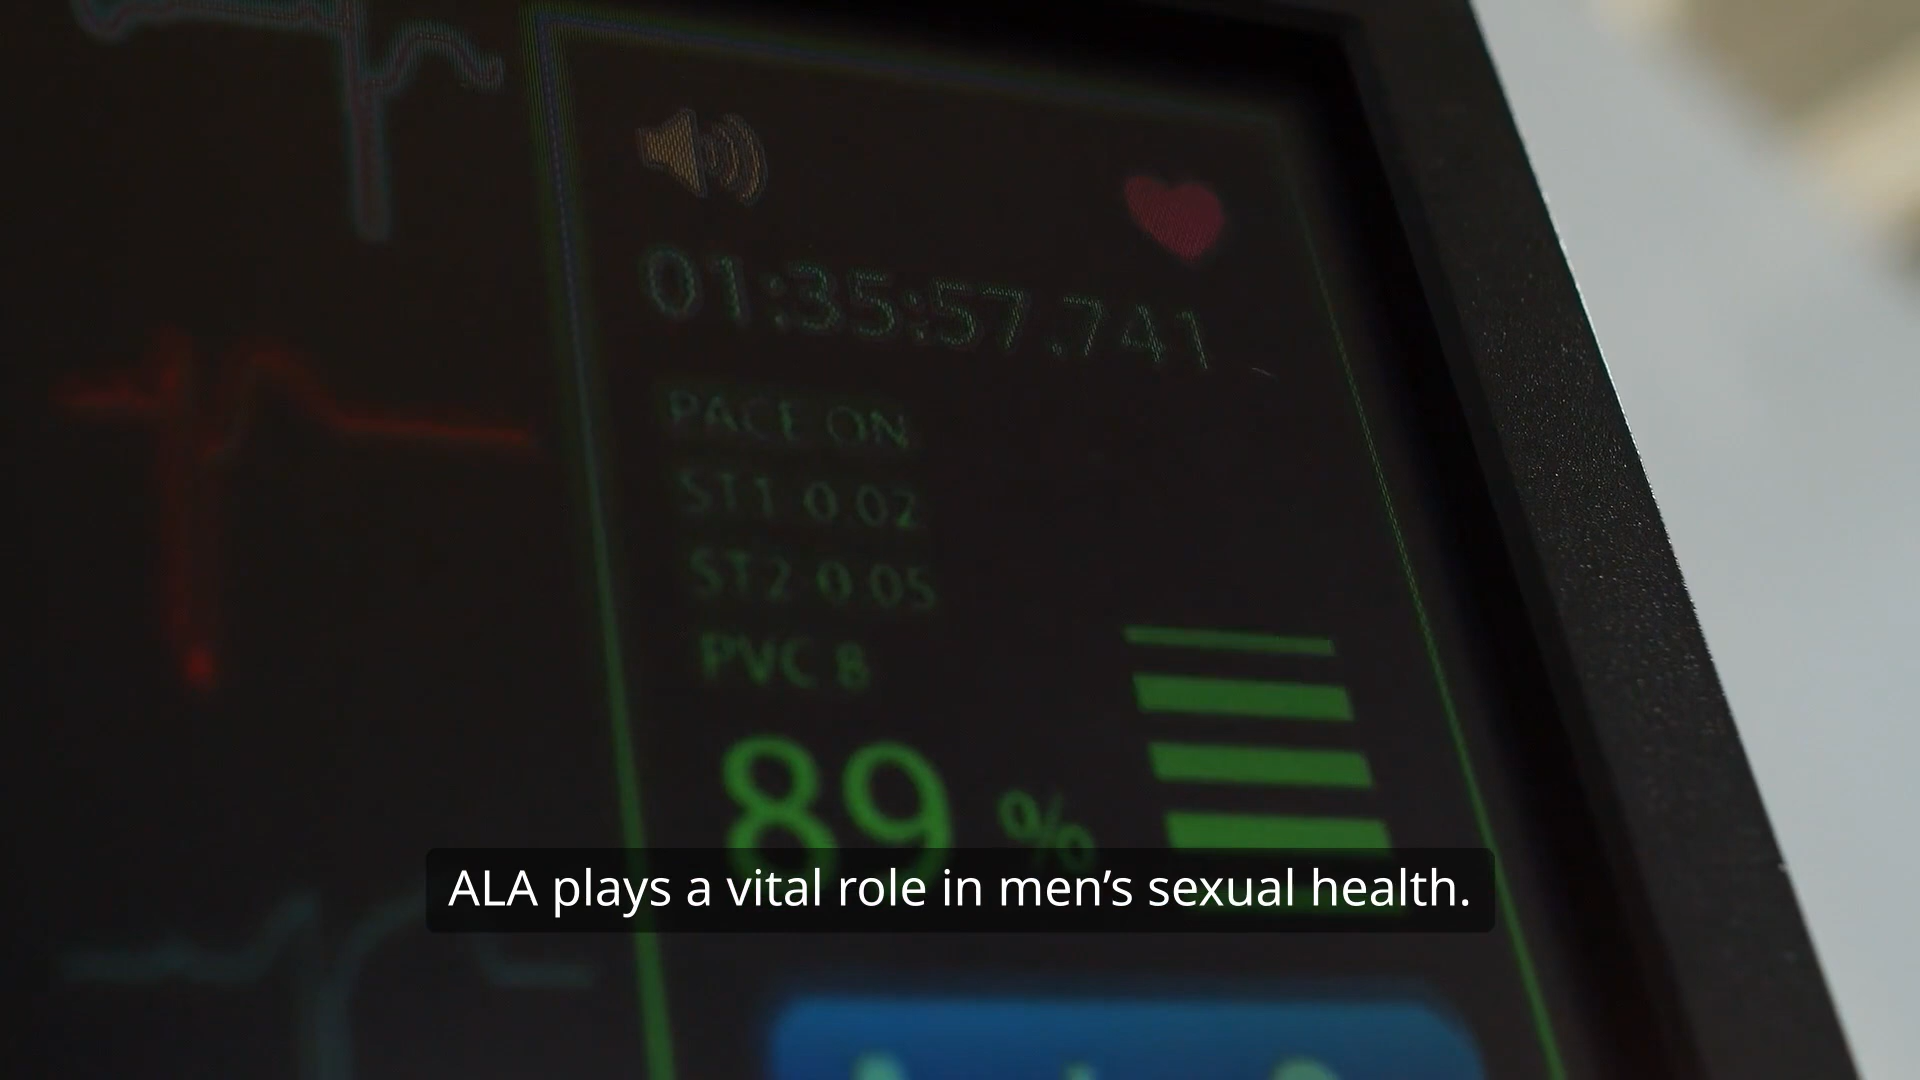 01:35:57.741
PACE ON
ST1 0.02
ST2 0.05
PVC 8
89 %
ALA plays a vital role in men’s sexual health.